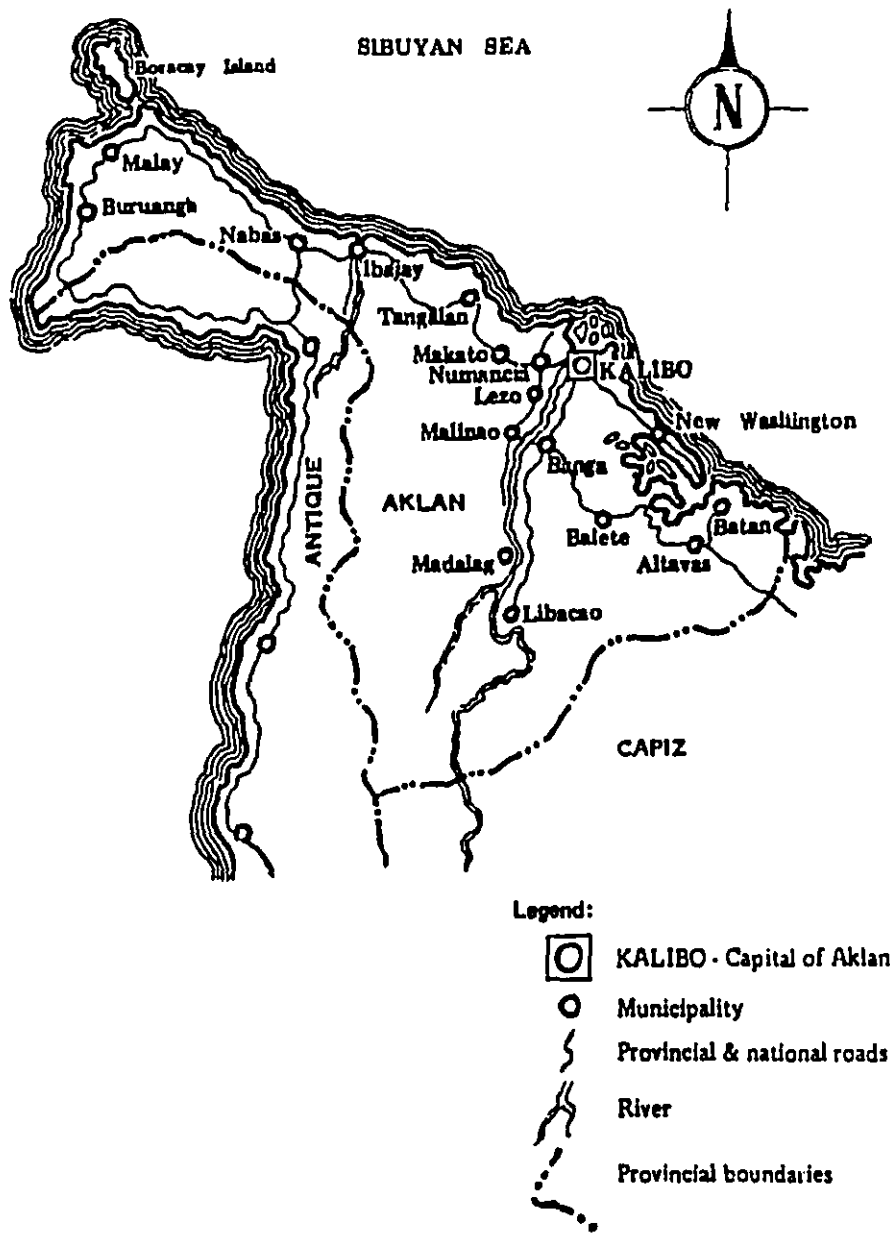 SIBUYAN SEA
Boracay Island
N
Malay
Buruangh
Nabas
Ibajay
Tangalan
Makato
Numancia
KALIBO
Lezo
Malinao
New Washington
Banga
ANTIQUE
AKLAN
Balete
Batan
Altavas
Madalag
Libacao
CAPIZ
Legend:
KALIBO - Capital of Aklan
Municipality
Provincial & national roads
River
Provincial boundaries